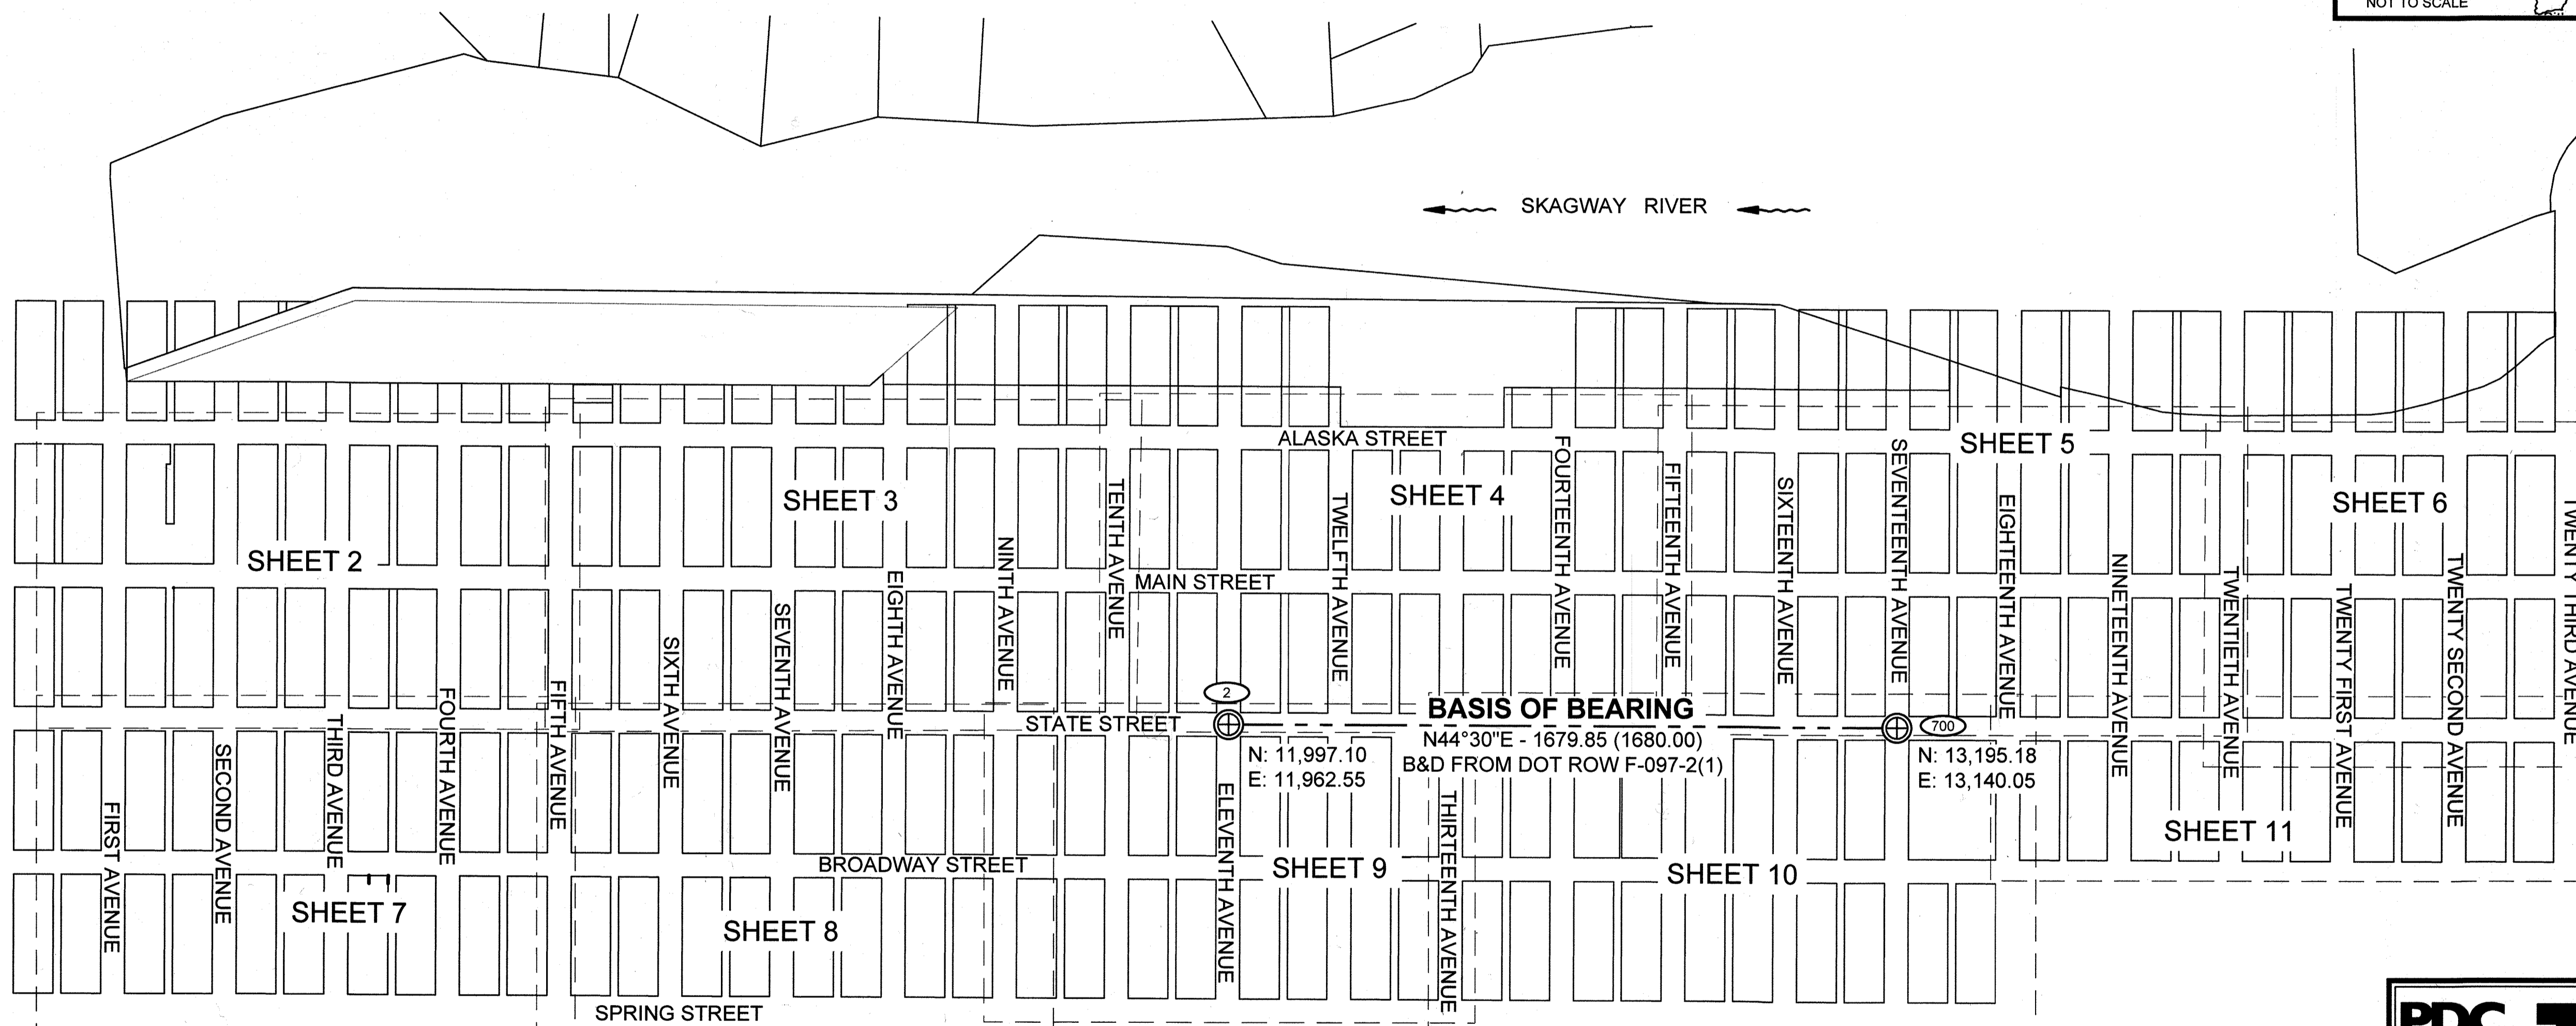 NOT TO SCALE
SKAGWAY RIVER
ALASKA STREET
SHEET 5
SHEET 3
SHEET 4
SHEET 6
SHEET 2
MAIN STREET
FIRST AVENUE
SECOND AVENUE
THIRD AVENUE
FOURTH AVENUE
FIFTH AVENUE
SIXTH AVENUE
SEVENTH AVENUE
EIGHTH AVENUE
NINTH AVENUE
TENTH AVENUE
ELEVENTH AVENUE
TWELFTH AVENUE
THIRTEENTH AVENUE
FOURTEENTH AVENUE
FIFTEENTH AVENUE
SIXTEENTH AVENUE
SEVENTEENTH AVENUE
EIGHTEENTH AVENUE
NINETEENTH AVENUE
TWENTIETH AVENUE
TWENTY FIRST AVENUE
TWENTY SECOND AVENUE
TWENTY THIRD AVENUE
2
STATE STREET
BASIS OF BEARING
N44°30"E - 1679.85 (1680.00)
B&D FROM DOT ROW F-097-2(1)
700
N: 11,997.10
E: 11,962.55
N: 13,195.18
E: 13,140.05
SHEET 11
BROADWAY STREET
SHEET 9
SHEET 10
SHEET 7
SHEET 8
SPRING STREET
PDC